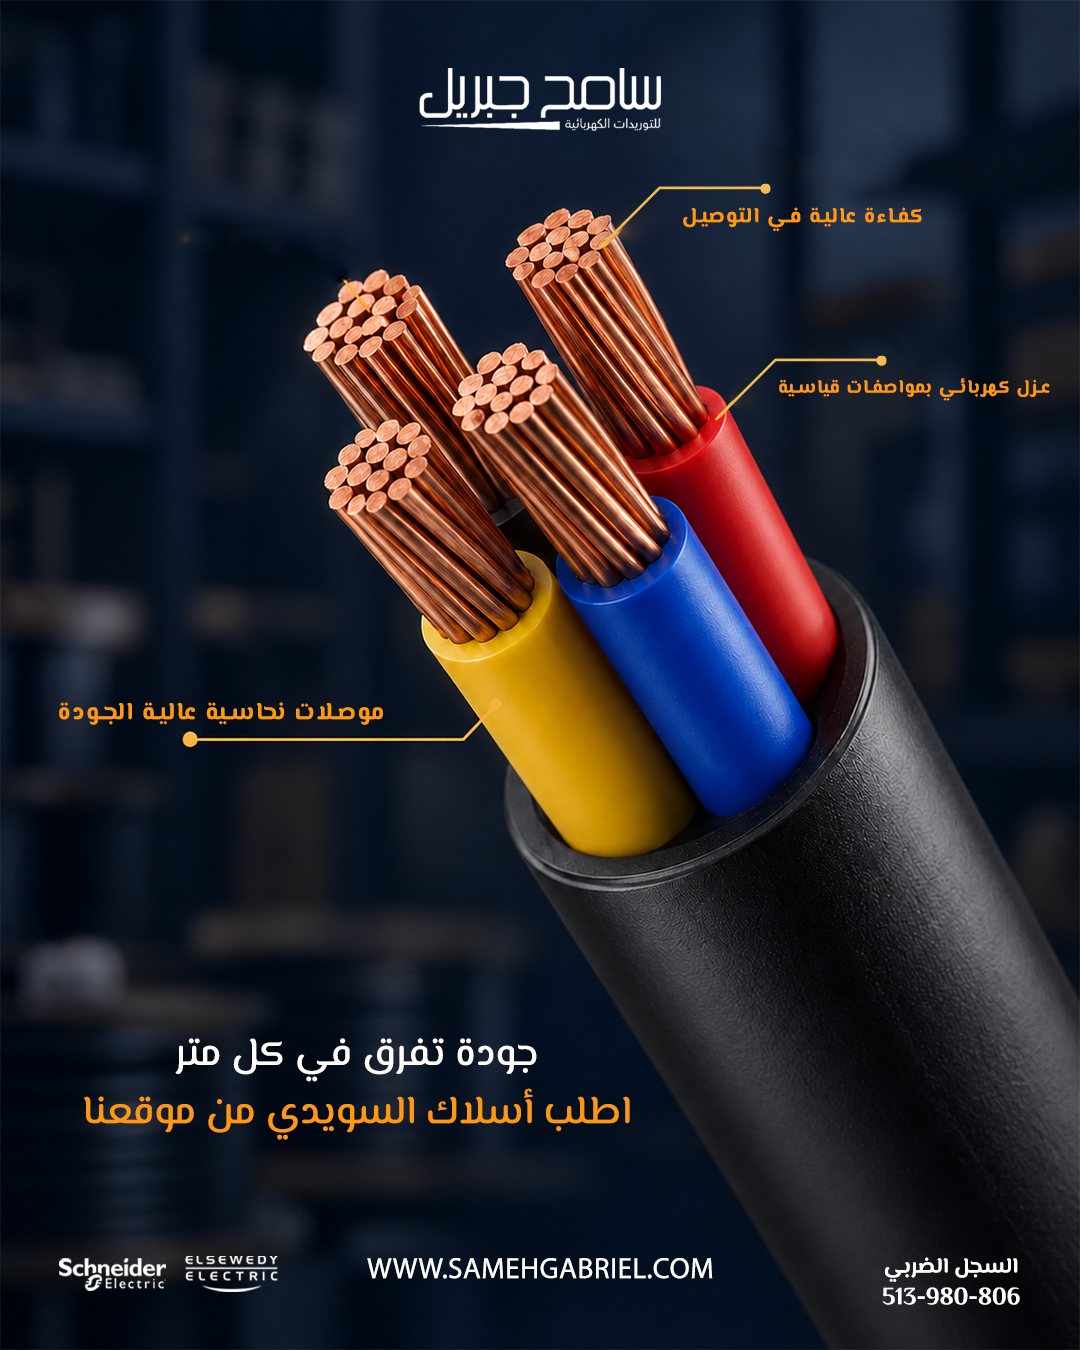 سامح جبريل
للتوريدات الكهربائية
كفاءة عالية في التوصيل
عزل كهربائي بمواصفات قياسية
موصلات نحاسية عالية الجودة
جودة تفرق في كل متر
اطلب أسلاك السويدي من موقعنا
Schneider
Electric
ELSEWEDY
ELECTRIC
WWW.SAMEHGABRIEL.COM
السجل الضريبي
513-980-806